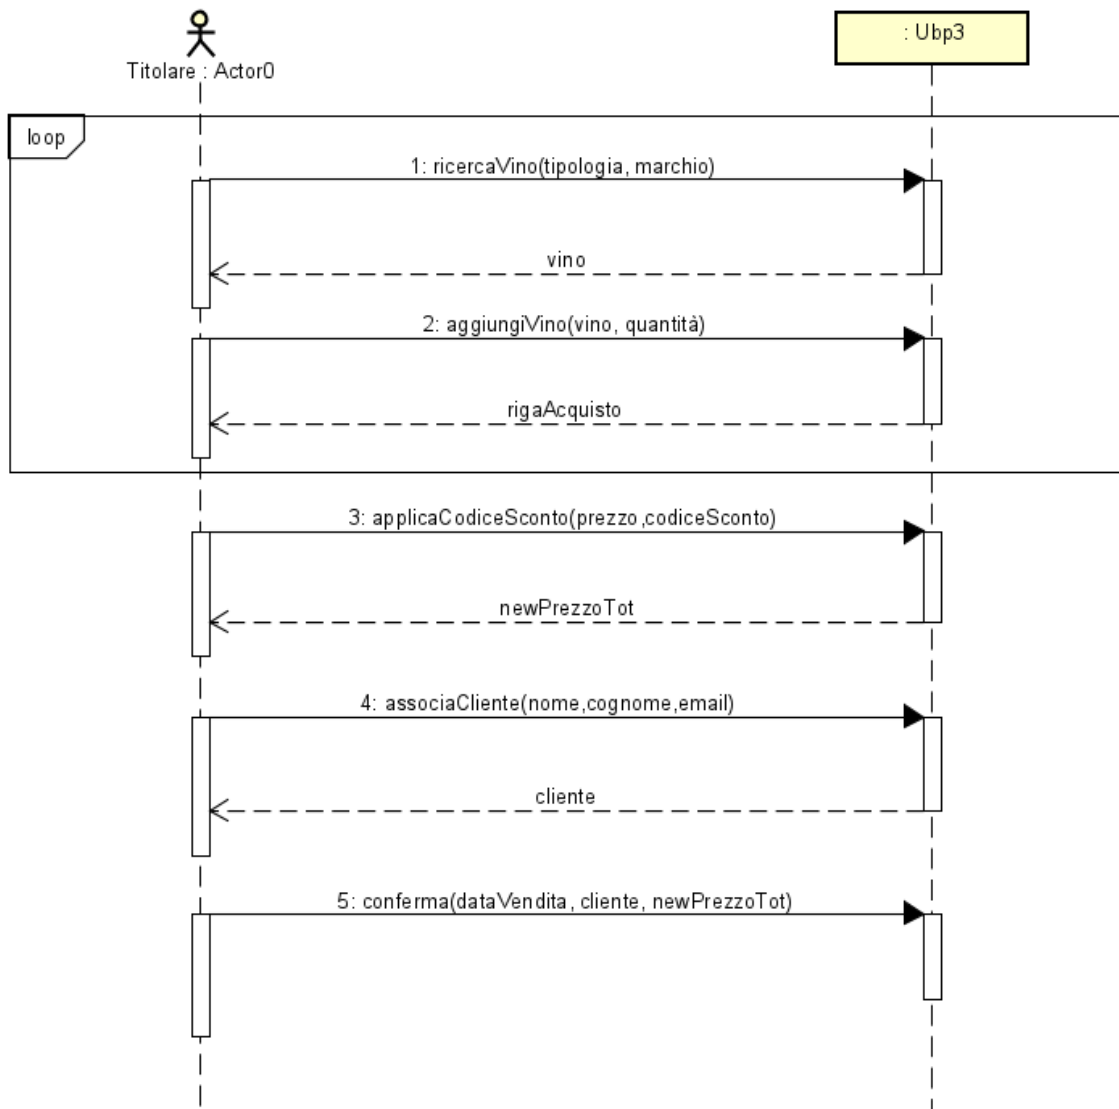 : Ubp3
Titolare : Actor0
loop
1: ricercaVino(tipologia, marchio)
vino
2: aggiungiVino(vino, quantità)
rigaAcquisto
3: applicaCodiceSconto(prezzo,codiceSconto)
newPrezzoTot
4: associaCliente(nome,cognome,email)
cliente
5: conferma(dataVendita, cliente, newPrezzoTot)